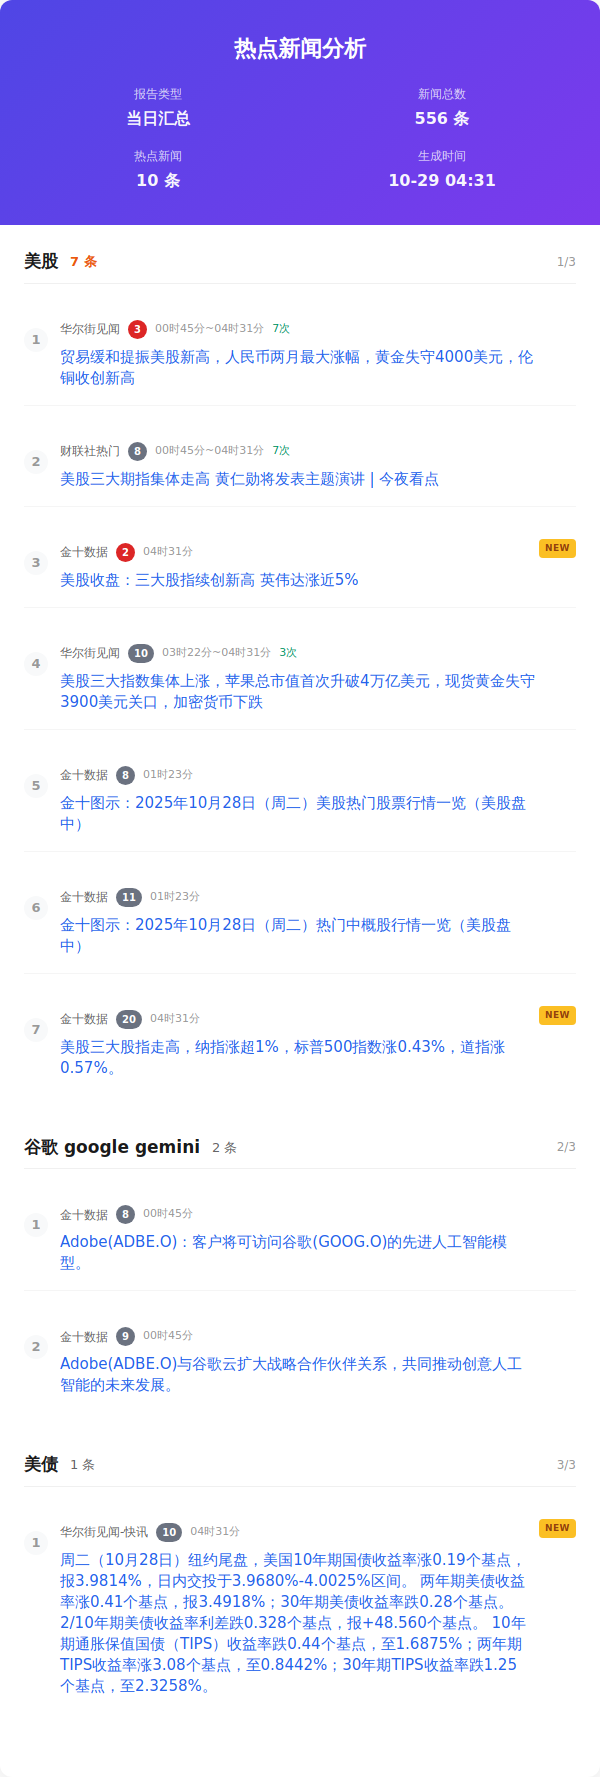 热点新闻分析
报告类型
当日汇总
新闻总数
556 条
热点新闻
10 条
生成时间
10-29 04:31
美股 7 条 1/3
1
华尔街见闻 3 00时45分~04时31分 7次
贸易缓和提振美股新高，人民币两月最大涨幅，黄金失守4000美元，伦
铜收创新高
2
财联社热门 8 00时45分~04时31分 7次
美股三大期指集体走高 黄仁勋将发表主题演讲 | 今夜看点
3
金十数据 2 04时31分 NEW
美股收盘：三大股指续创新高 英伟达涨近5%
4
华尔街见闻 10 03时22分~04时31分 3次
美股三大指数集体上涨，苹果总市值首次升破4万亿美元，现货黄金失守
3900美元关口，加密货币下跌
5
金十数据 8 01时23分
金十图示：2025年10月28日（周二）美股热门股票行情一览（美股盘
中）
6
金十数据 11 01时23分
金十图示：2025年10月28日（周二）热门中概股行情一览（美股盘
中）
7
金十数据 20 04时31分 NEW
美股三大股指走高，纳指涨超1%，标普500指数涨0.43%，道指涨
0.57%。
谷歌 google gemini 2 条 2/3
1
金十数据 8 00时45分
Adobe(ADBE.O)：客户将可访问谷歌(GOOG.O)的先进人工智能模
型。
2
金十数据 9 00时45分
Adobe(ADBE.O)与谷歌云扩大战略合作伙伴关系，共同推动创意人工
智能的未来发展。
美债 1 条 3/3
1
华尔街见闻-快讯 10 04时31分 NEW
周二（10月28日）纽约尾盘，美国10年期国债收益率涨0.19个基点，
报3.9814%，日内交投于3.9680%-4.0025%区间。 两年期美债收益
率涨0.41个基点，报3.4918%；30年期美债收益率跌0.28个基点。
2/10年期美债收益率利差跌0.328个基点，报+48.560个基点。 10年
期通胀保值国债（TIPS）收益率跌0.44个基点，至1.6875%；两年期
TIPS收益率涨3.08个基点，至0.8442%；30年期TIPS收益率跌1.25
个基点，至2.3258%。